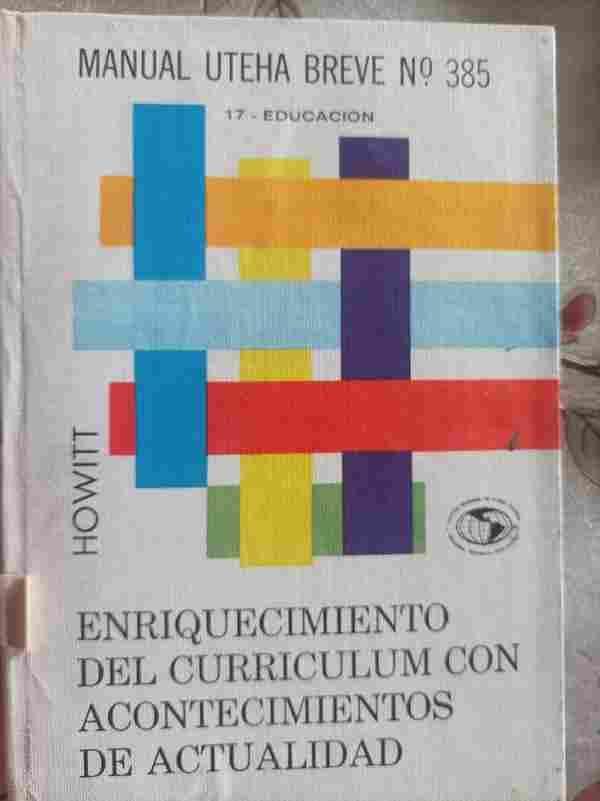 MANUAL UTEHA BREVE Nº 385
17 - EDUCACION
HOWITT
ENRIQUECIMIENTO
DEL CURRICULUM CON
ACONTECIMIENTOS
DE ACTUALIDAD